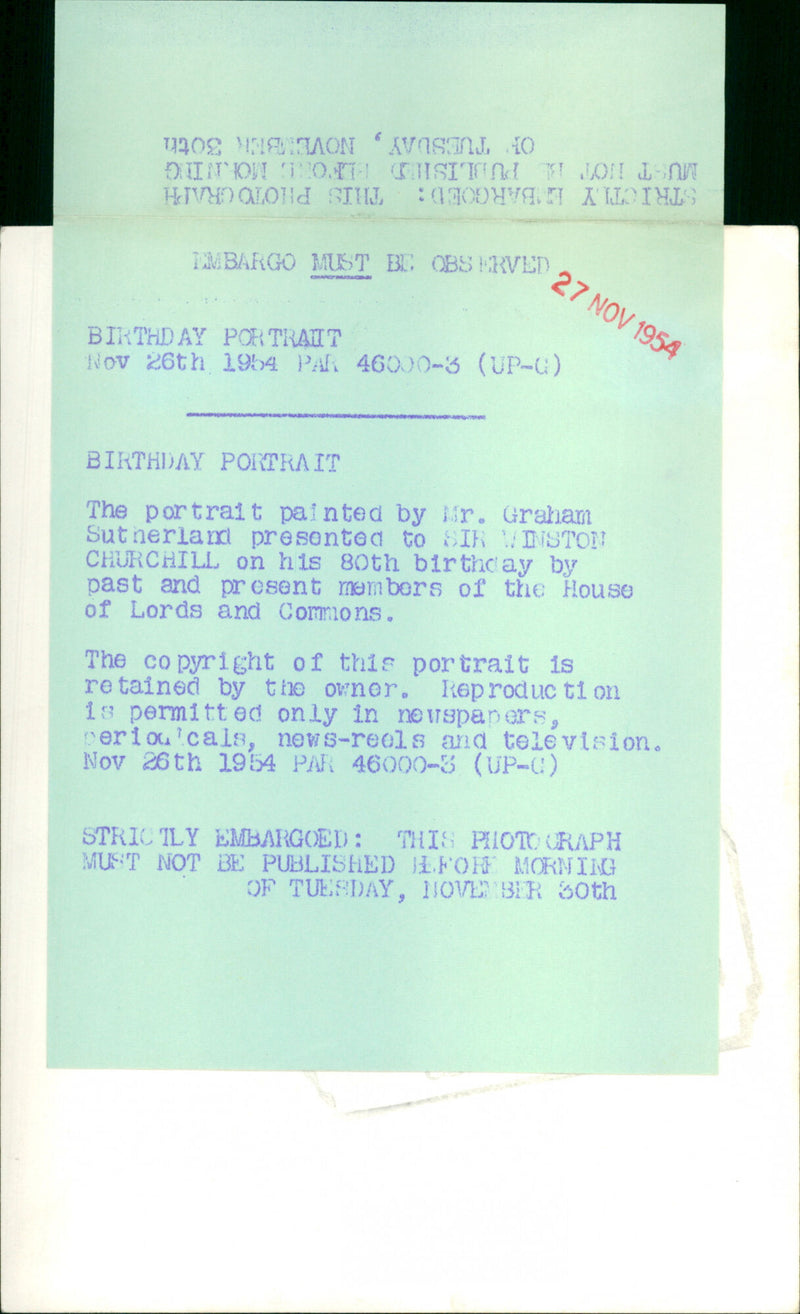 STRICTLY EMBARGOED: THIS PHOTOGRAPH
MUST NOT BE PUBLISHED BEFORE MORNING
OF TUESDAY, NOVEMBER 30th
EMBARGO MUST BE OBSERVED
27 NOV 1954
BIRTHDAY PORTRAIT
Nov 26th 1954 PAR 46000-3 (UP-G)
BIRTHDAY PORTRAIT
The portrait painted by Mr. Graham
Sutherland presented to SIR WINSTON
CHURCHILL on his 80th birthday by
past and present members of the House
of Lords and Commons.
The copyright of this portrait is
retained by the owner. Reproduction
is permitted only in newspapers,
periodicals, news-reels and television.
Nov 26th 1954 PAR 46000-3 (UP-G)
STRICTLY EMBARGOED: THIS PHOTOGRAPH
MUST NOT BE PUBLISHED BEFORE MORNING
OF TUESDAY, NOVEMBER 30th